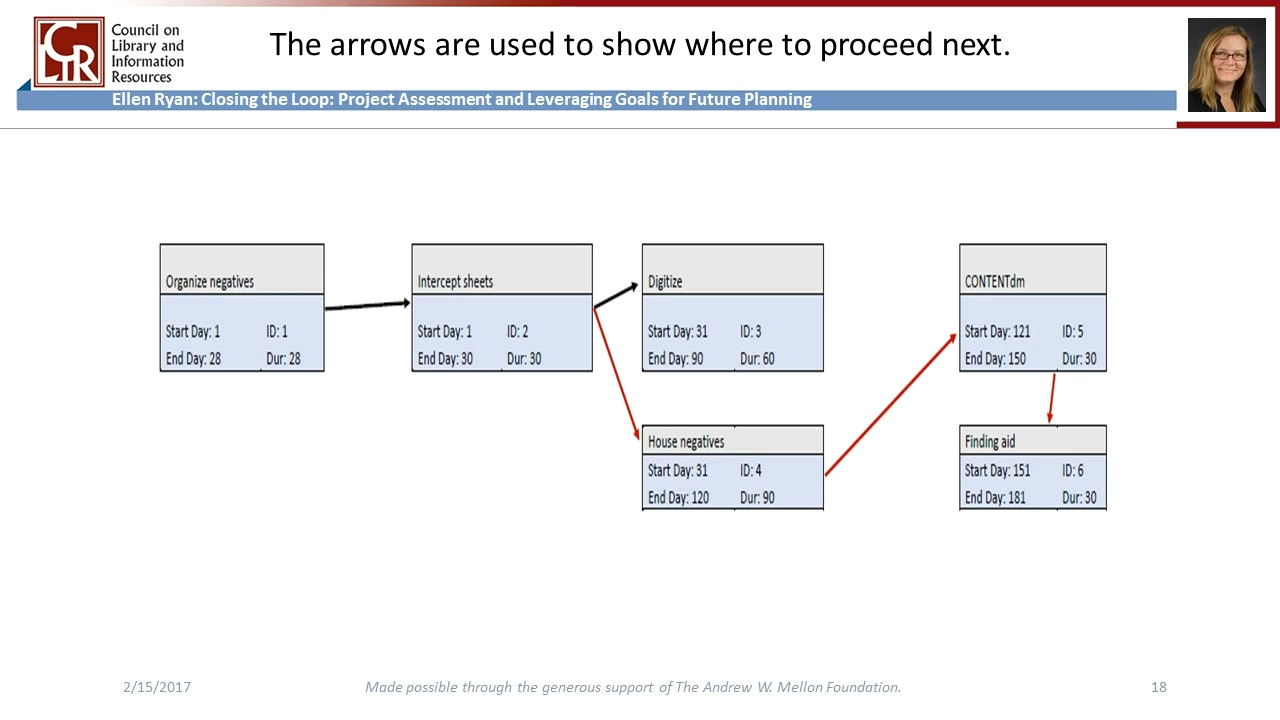 Council on
Library and
Information
Resources
The arrows are used to show where to proceed next.
Ellen Ryan: Closing the Loop: Project Assessment and Leveraging Goals for Future Planning
Organize negatives
Start Day: 1 ID: 1
End Day: 28 Dur: 28
Intercept sheets
Start Day: 1 ID: 2
End Day: 30 Dur: 30
Digitize
Start Day: 31 ID: 3
End Day: 90 Dur: 60
CONTENTdm
Start Day: 121 ID: 5
End Day: 150 Dur: 30
House negatives
Start Day: 31 ID: 4
End Day: 120 Dur: 90
Finding aid
Start Day: 151 ID: 6
End Day: 181 Dur: 30
2/15/2017 Made possible through the generous support of The Andrew W. Mellon Foundation. 18